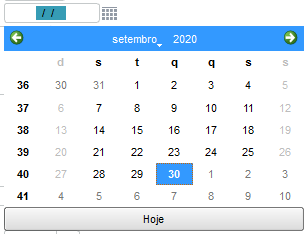 / /
setembro 2020
d s t q q s s
36 30 31 1 2 3 4 5
37 6 7 8 9 10 11 12
38 13 14 15 16 17 18 19
39 20 21 22 23 24 25 26
40 27 28 29 30 1 2 3
41 4 5 6 7 8 9 10
Hoje